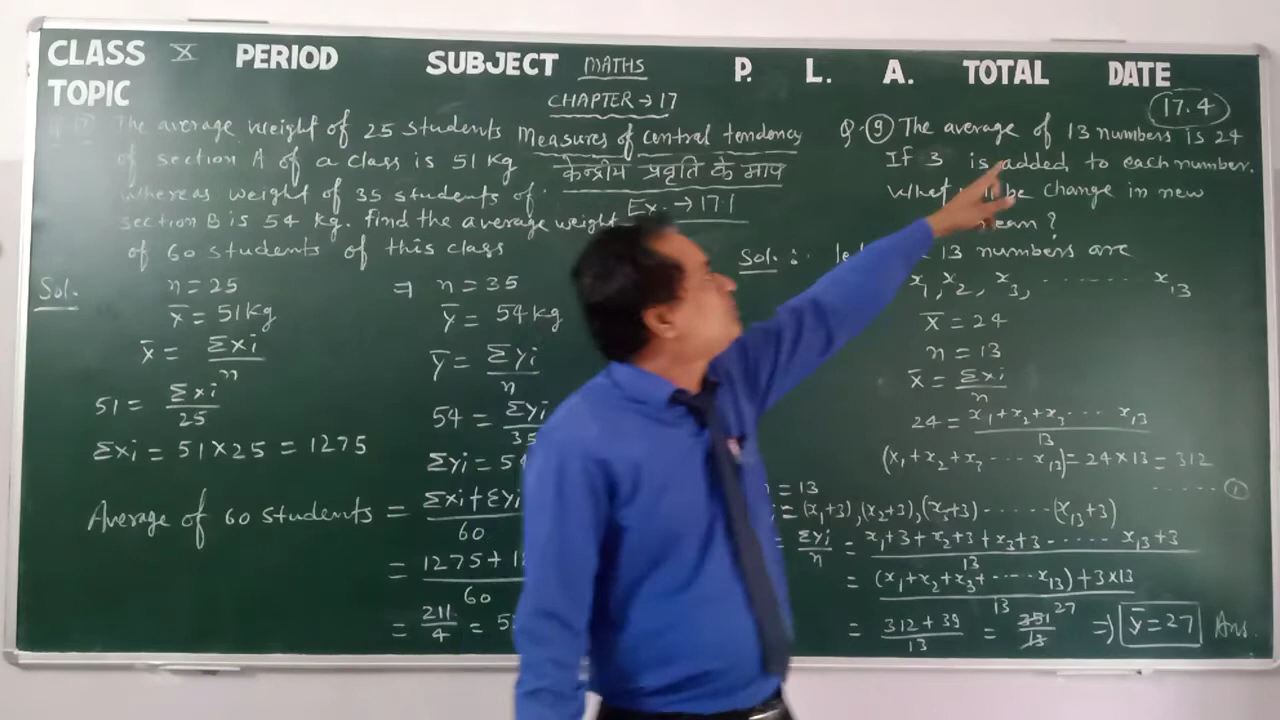 CLASS X PERIOD SUBJECT MATHS P. L. A. TOTAL DATE
TOPIC
CHAPTER → 17
17.4
Measures of central tendency
केन्द्रीय प्रवृति के माप
Ex. → 17.1
The average weight of 25 students
of section A of a class is 51 kg
whereas weight of 35 students of
section B is 54 kg. find the average weight
of 60 students of this class
Sol.
n = 25
x̄ = 51 kg
x̄ = Σxi / n
51 = Σxi / 25
Σxi = 51 × 25 = 1275
⇒ n = 35
ȳ = 54 kg
ȳ = Σyi / n
54 = Σyi / 35
Σyi =
Average of 60 students = Σxi + Σyi / 60
= 1275 + / 60
= 211 / 4 =
Q. 9 The average of 13 numbers is 24
If 3 is added to each number.
What be change in new
mean ?
Sol. : 13 numbers are
x₁, x₂, x₃, ....... x₁₃
x̄ = 24
n = 13
x̄ = Σxi / n
24 = x₁ + x₂ + x₃ .... x₁₃ / 13
(x₁ + x₂ + x₃ .... x₁₃) = 24 × 13 = 312
...... ①
= 13
= (x₁+3), (x₂+3), (x₃+3) ...... (x₁₃+3)
= Σyi / n = x₁+3 + x₂+3 + x₃+3 ...... x₁₃+3 / 13
= (x₁ + x₂ + x₃ + .... x₁₃) + 3×13 / 13
= 312 + 39 / 13 = 351 / 13 27 ⇒ ȳ = 27 Ans.